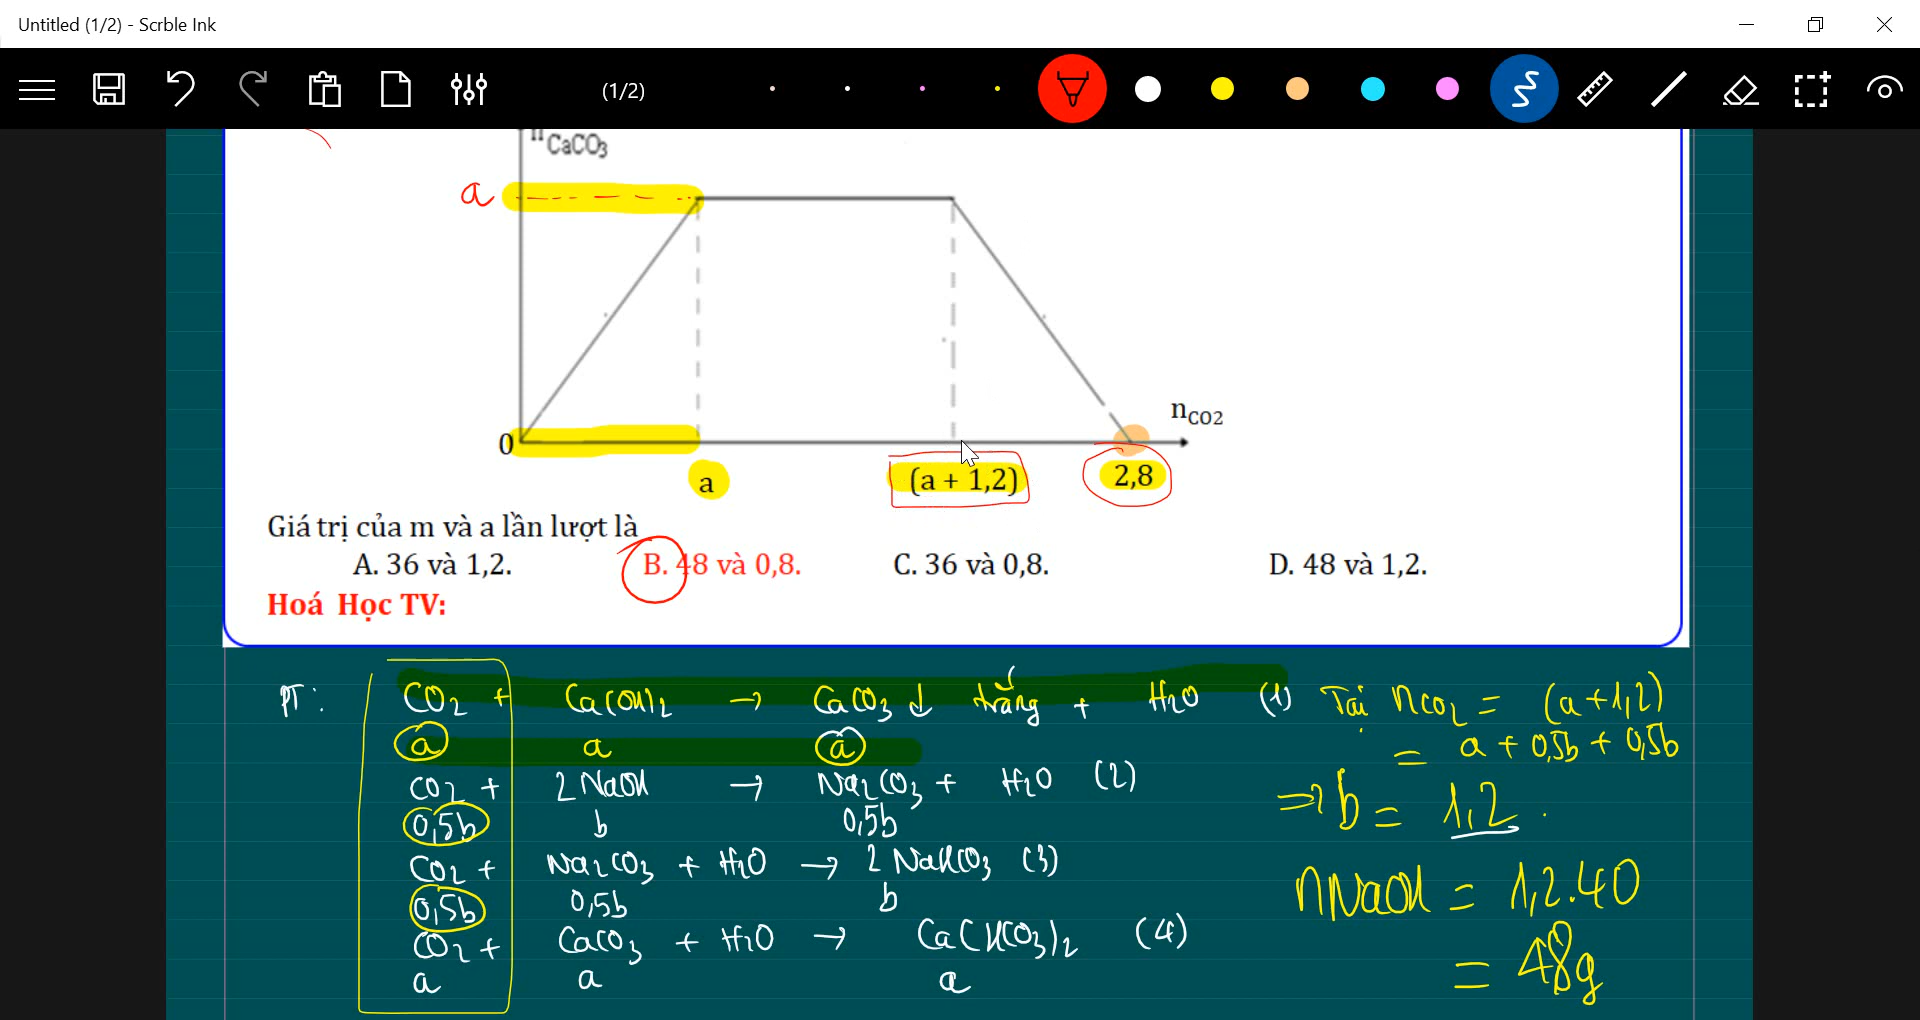 Untitled (1/2) - Scrble Ink
(1/2)
n CaCO3
a
0
a
(a + 1,2)
2,8
nCO2
Giá trị của m và a lần lượt là
A. 36 và 1,2. B. 48 và 0,8. C. 36 và 0,8. D. 48 và 1,2.
Hoá Học TV:
PT: CO2 + Ca(OH)2 → CaCO3 ↓ trắng + H2O (1)
a a a
CO2 + 2NaOH → Na2CO3 + H2O (2)
0,5b b 0,5b
CO2 + Na2CO3 + H2O → 2NaHCO3 (3)
0,5b 0,5b b
CO2 + CaCO3 + H2O → Ca(HCO3)2 (4)
a a a
Tại nCO2 = (a+1,2)
= a + 0,5b + 0,5b
⇒ b = 1,2.
mNaOH = 1,2.40
= 48g